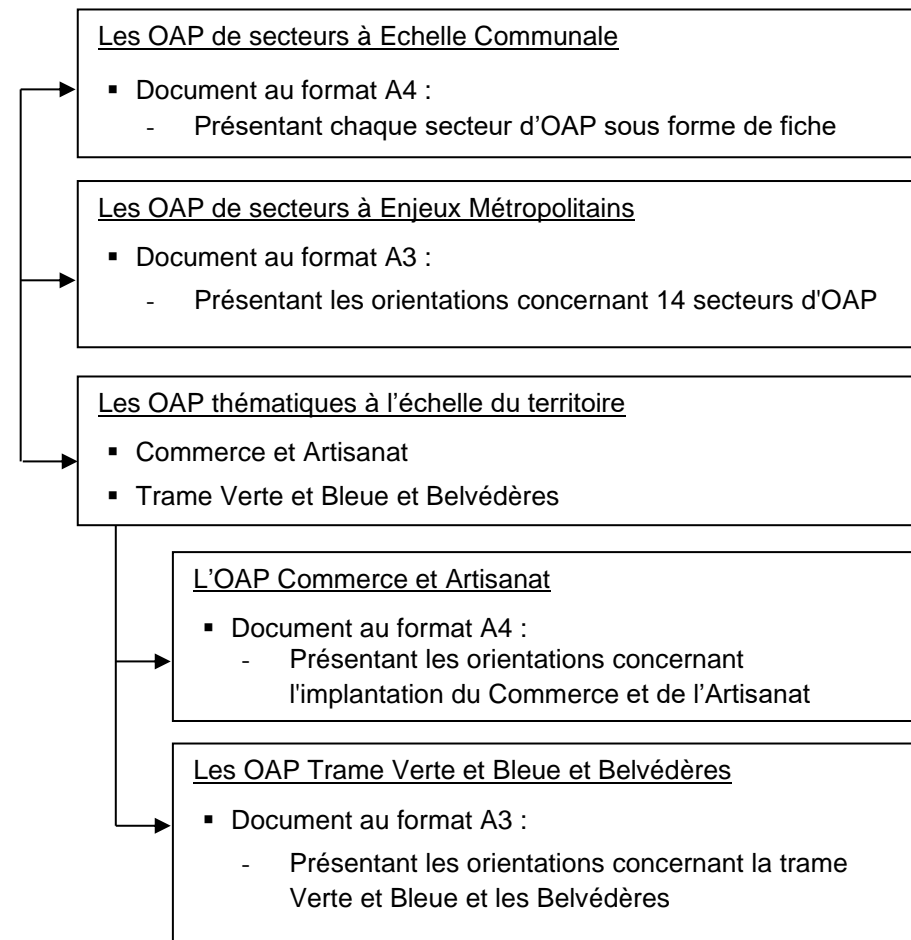 Les OAP de secteurs à Echelle Communale
▪ Document au format A4 :
- Présentant chaque secteur d’OAP sous forme de fiche
Les OAP de secteurs à Enjeux Métropolitains
▪ Document au format A3 :
- Présentant les orientations concernant 14 secteurs d'OAP
Les OAP thématiques à l’échelle du territoire
▪ Commerce et Artisanat
▪ Trame Verte et Bleue et Belvédères
L’OAP Commerce et Artisanat
▪ Document au format A4 :
- Présentant les orientations concernant
l'implantation du Commerce et de l’Artisanat
Les OAP Trame Verte et Bleue et Belvédères
▪ Document au format A3 :
- Présentant les orientations concernant la trame
Verte et Bleue et les Belvédères